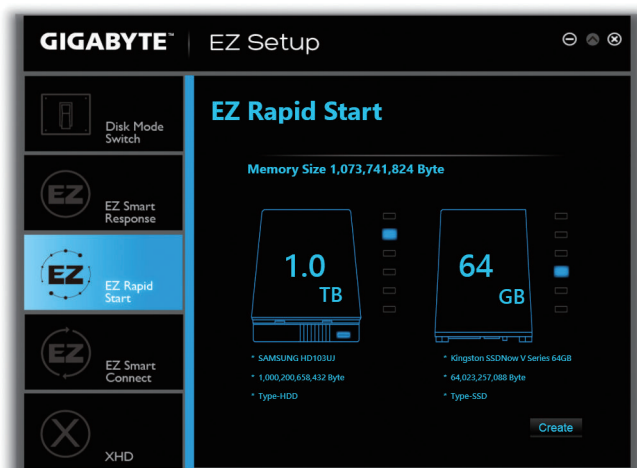 GIGABYTE™ EZ Setup
Disk Mode
Switch
EZ
EZ Smart
Response
EZ
EZ Rapid
Start
EZ
EZ Smart
Connect
X
XHD
EZ Rapid Start
Memory Size 1,073,741,824 Byte
1.0
TB
64
GB
* SAMSUNG HD103UJ
* 1,000,200,658,432 Byte
* Type-HDD
* Kingston SSDNow V Series 64GB
* 64,023,257,088 Byte
* Type-SSD
Create